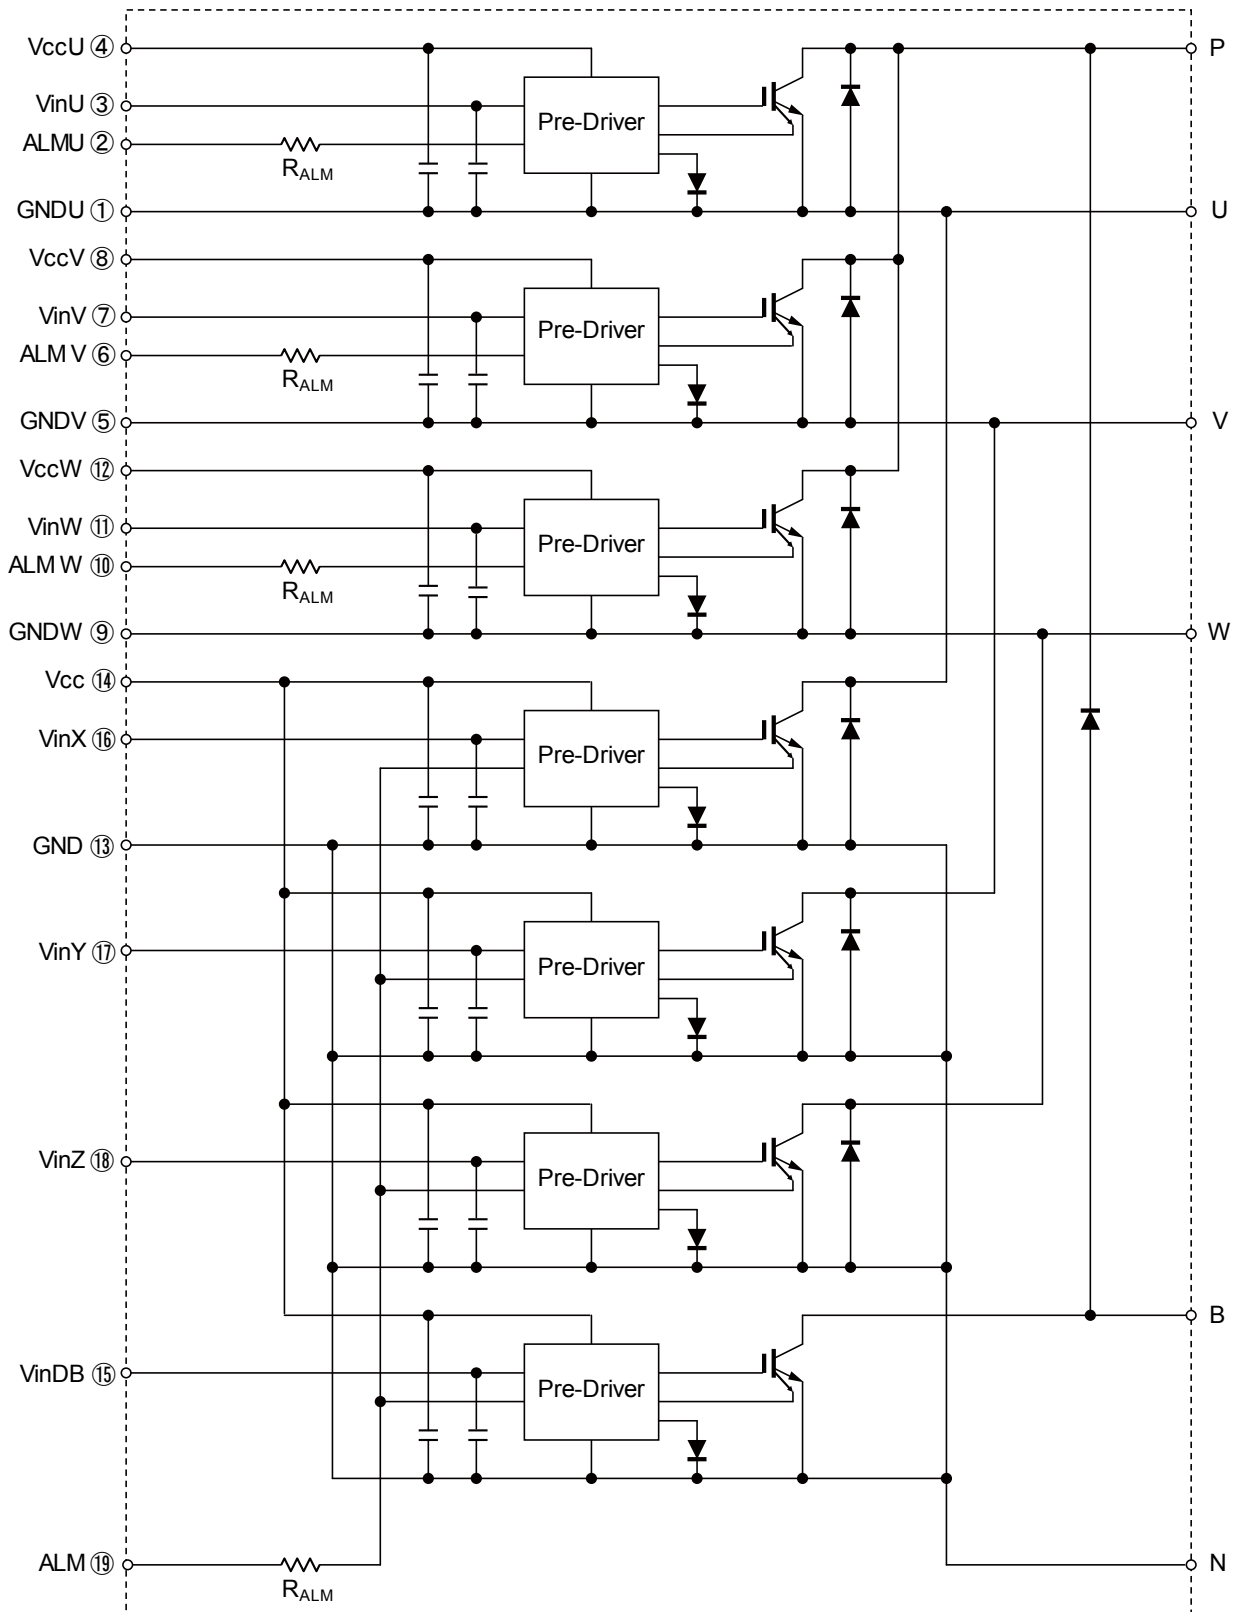 VccU ④
P
VinU ③
Pre-Driver
ALMU ②
RALM
GNDU ①
U
VccV ⑧
VinV ⑦
Pre-Driver
ALM V ⑥
RALM
GNDV ⑤
V
VccW ⑫
VinW ⑪
Pre-Driver
ALM W ⑩
RALM
GNDW ⑨
W
Vcc ⑭
VinX ⑯
Pre-Driver
GND ⑬
VinY ⑰
Pre-Driver
VinZ ⑱
Pre-Driver
B
VinDB ⑮
Pre-Driver
ALM ⑲
RALM
N